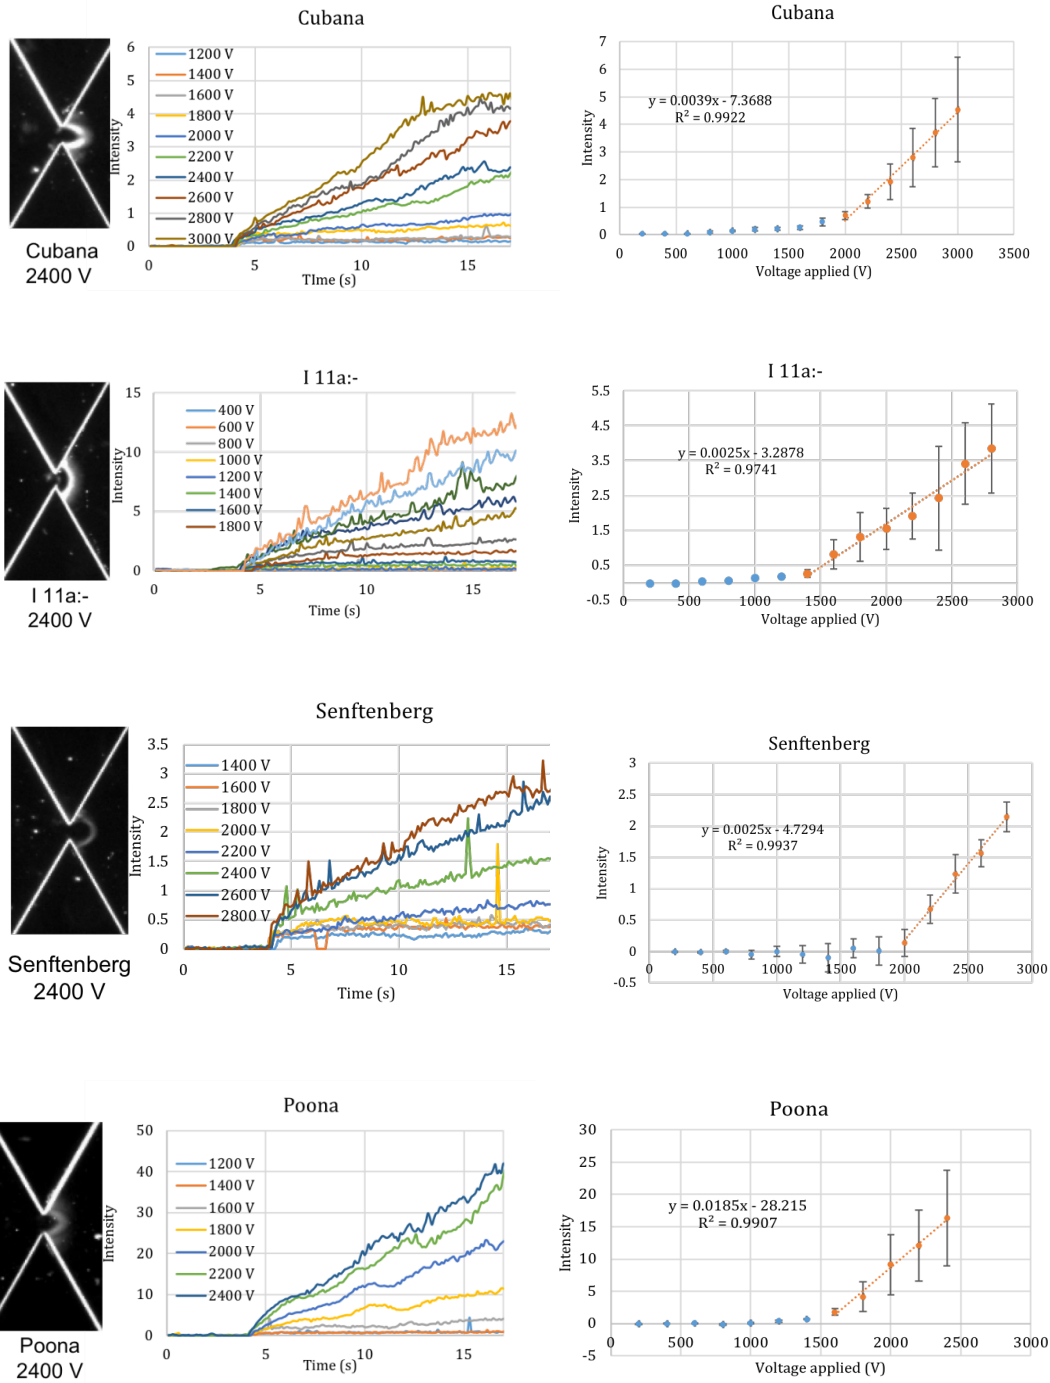 Cubana
6
5
4
3
2
1
0
Intensity
1200 V
1400 V
1600 V
1800 V
2000 V
2200 V
2400 V
2600 V
2800 V
3000 V
0 5 10 15
TIme (s)
Cubana
2400 V
Cubana
7
6
5
4
3
2
1
0
Intensity
y = 0.0039x - 7.3688
R² = 0.9922
0 500 1000 1500 2000 2500 3000 3500
Voltage applied (V)
I 11a:-
15
10
5
0
Intensity
400 V
600 V
800 V
1000 V
1200 V
1400 V
1600 V
1800 V
0 5 10 15
Time (s)
I 11a:-
2400 V
I 11a:-
5.5
4.5
3.5
2.5
1.5
0.5
-0.5
Intensity
y = 0.0025x - 3.2878
R² = 0.9741
0 500 1000 1500 2000 2500 3000
Voltage applied (V)
Senftenberg
3.5
3
2.5
2
1.5
1
0.5
0
Intensity
1400 V
1600 V
1800 V
2000 V
2200 V
2400 V
2600 V
2800 V
0 5 10 15
Time (s)
Senftenberg
2400 V
Senftenberg
3
2.5
2
1.5
1
0.5
0
-0.5
Intensity
y = 0.0025x - 4.7294
R² = 0.9937
0 500 1000 1500 2000 2500 3000
Voltage applied (V)
Poona
50
40
30
20
10
0
Intensity
1200 V
1400 V
1600 V
1800 V
2000 V
2200 V
2400 V
0 5 10 15
Time (s)
Poona
2400 V
Poona
30
25
20
15
10
5
0
-5
Intensity
y = 0.0185x - 28.215
R² = 0.9907
0 500 1000 1500 2000 2500 3000
Voltage applied (V)